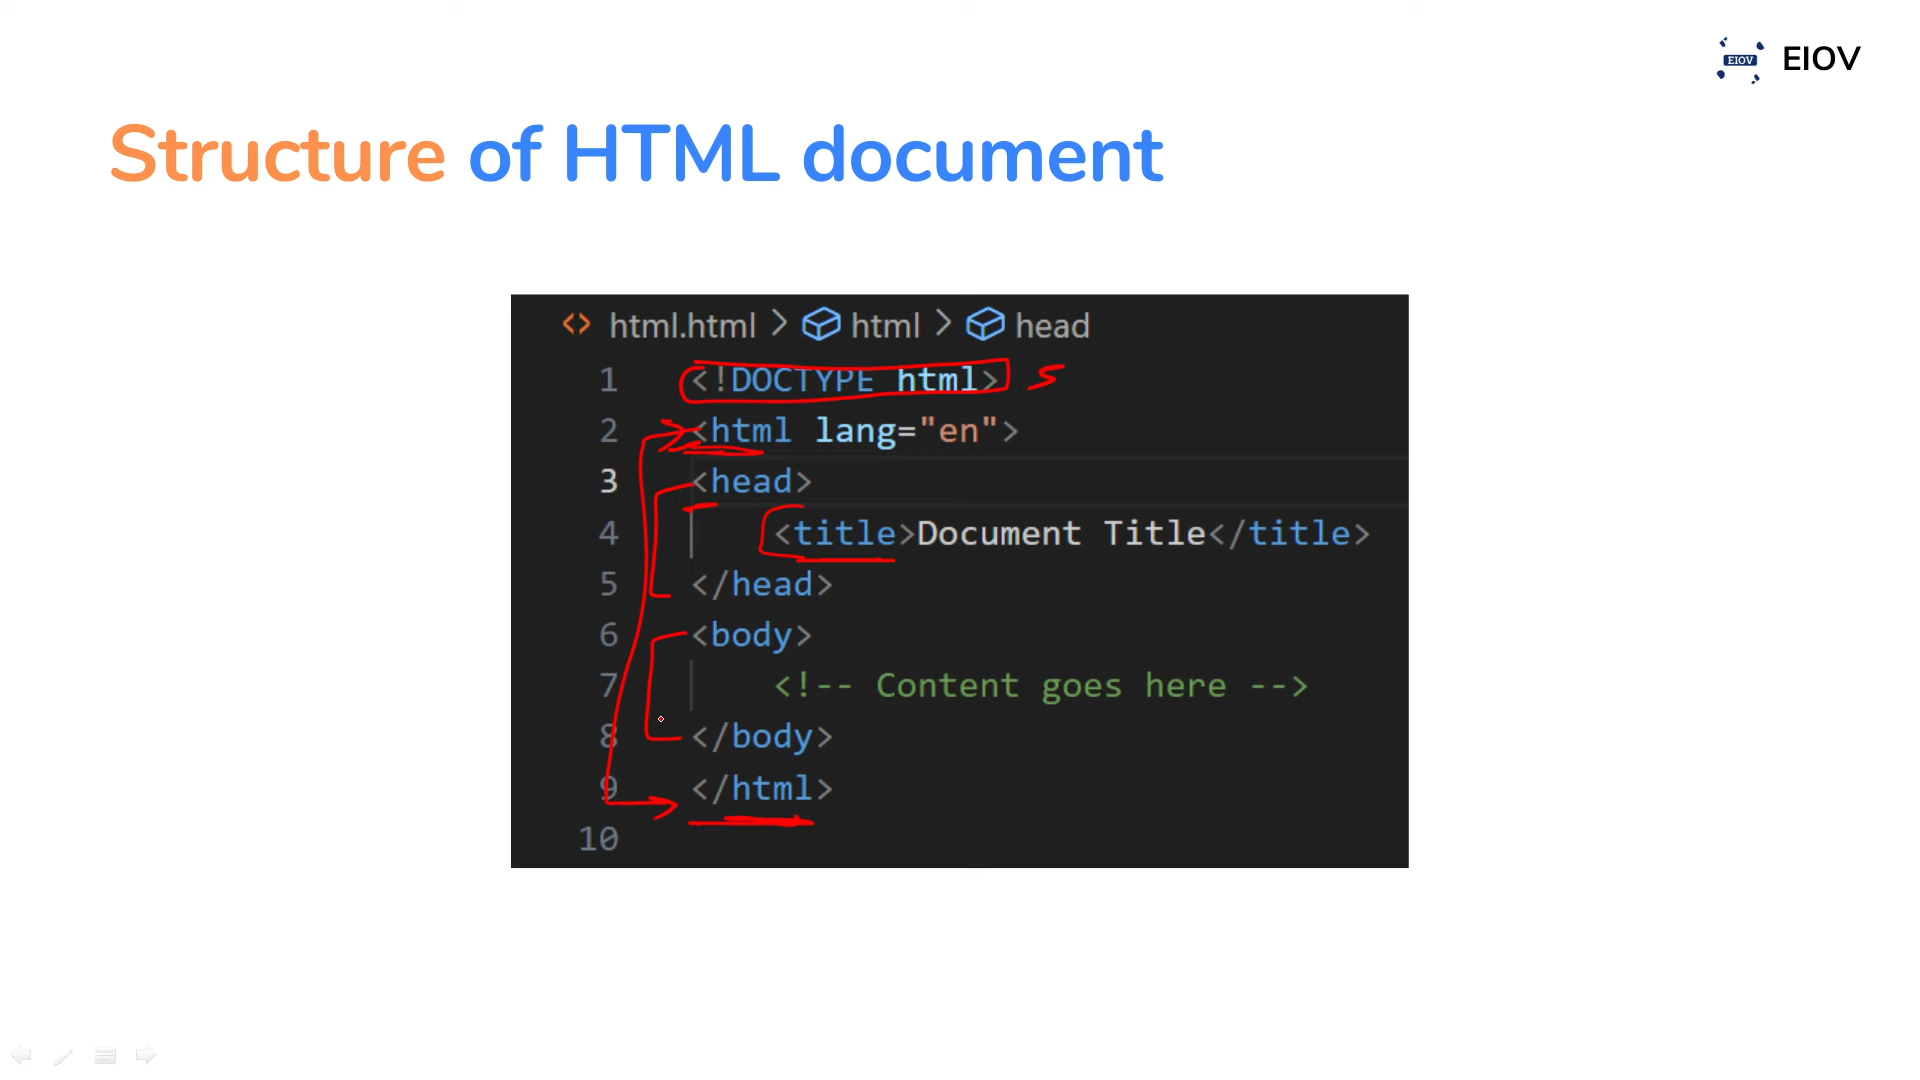 EIOV EIOV
Structure of HTML document
<> html.html > html > head
1 <!DOCTYPE html> 5
2 <html lang="en">
3 <head>
4 <title>Document Title</title>
5 </head>
6 <body>
7 <!-- Content goes here -->
8 </body>
9 </html>
10